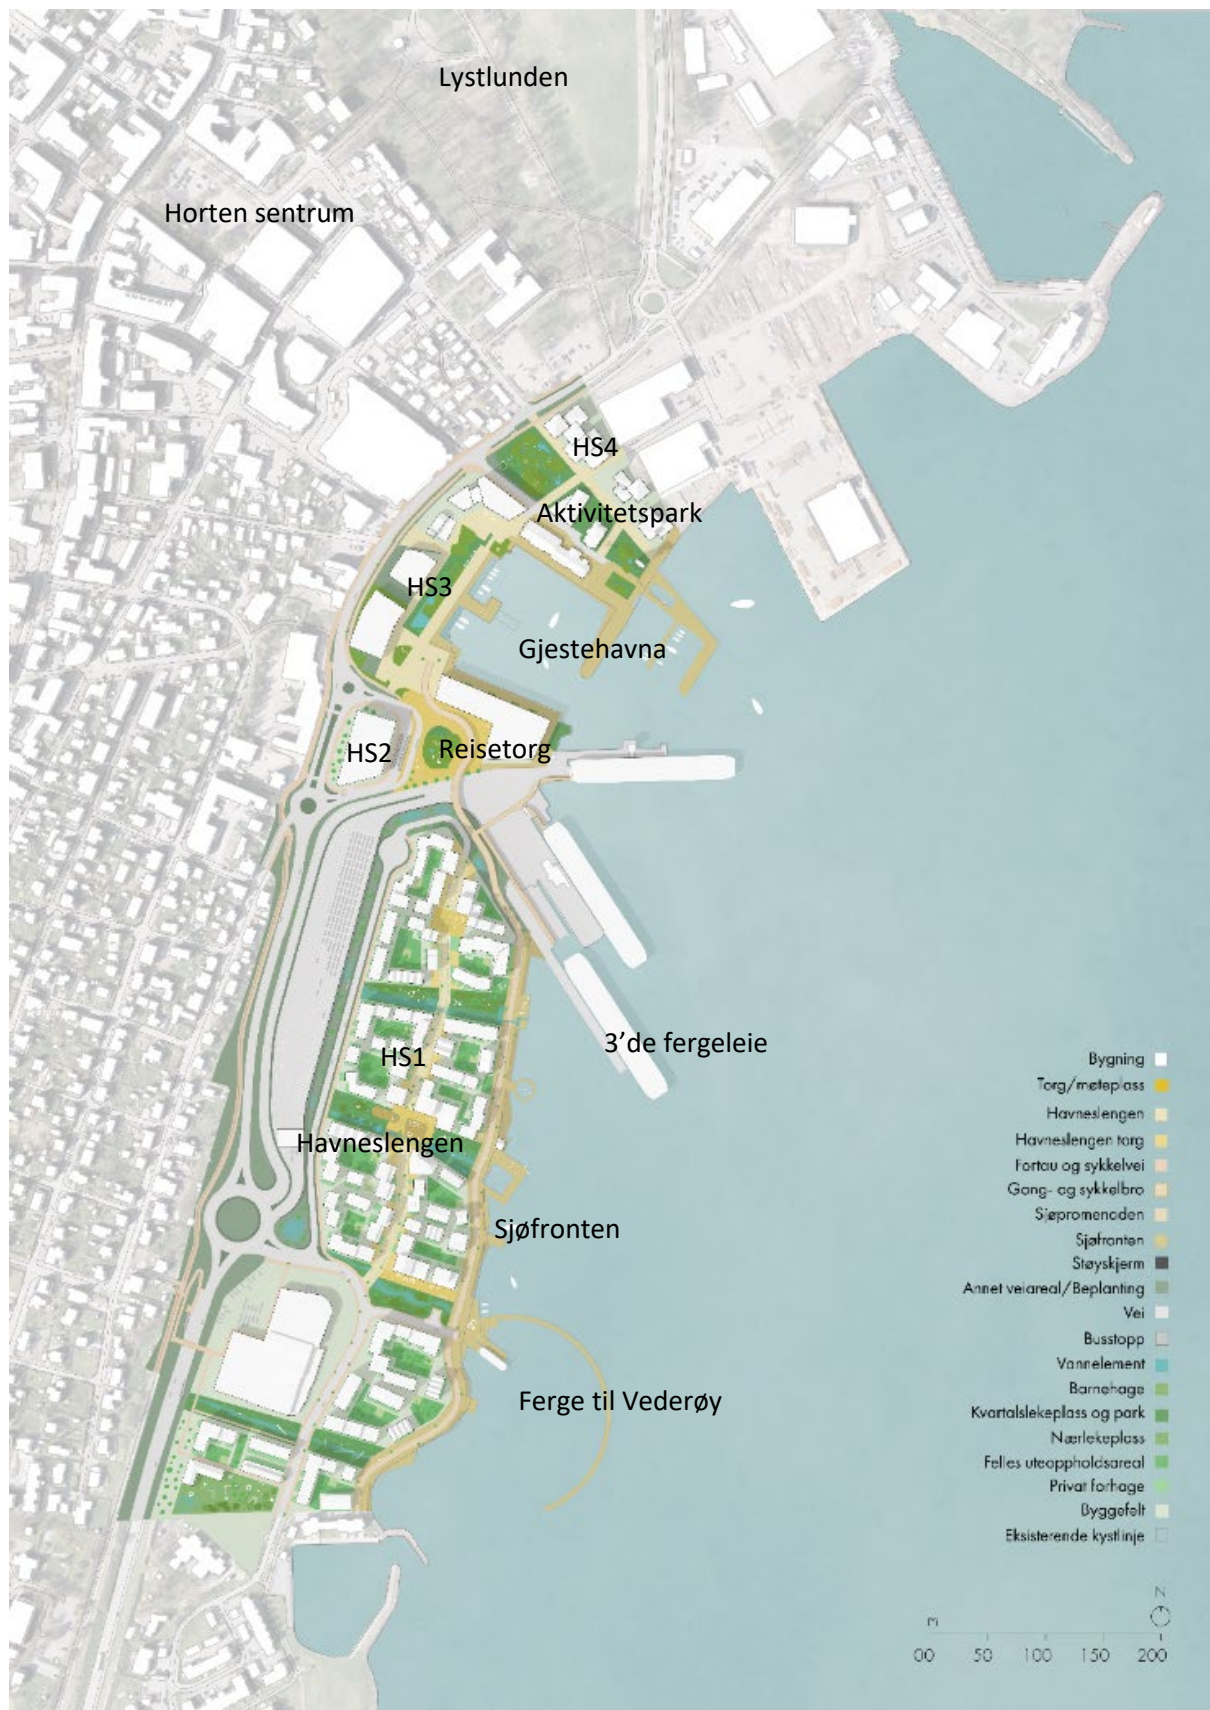 Lystlunden
Horten sentrum
HS4
Aktivitetspark
HS3
Gjestehavna
HS2
Reisetorg
3’de fergeleie
HS1
Havneslengen
Sjøfronten
Ferge til Vederøy
Bygning
Torg/møteplass
Havneslengen
Havneslengen torg
Fortau og sykkelvei
Gang- og sykkelbro
Sjøpromenaden
Sjøfronten
Støyskjerm
Annet veiareal/Beplanting
Vei
Busstopp
Vannelement
Barnehage
Kvartalslekeplass og park
Nærlekeplass
Felles uteoppholdsareal
Privat forhage
Byggefelt
Eksisterende kystlinje
N
m
00 50 100 150 200